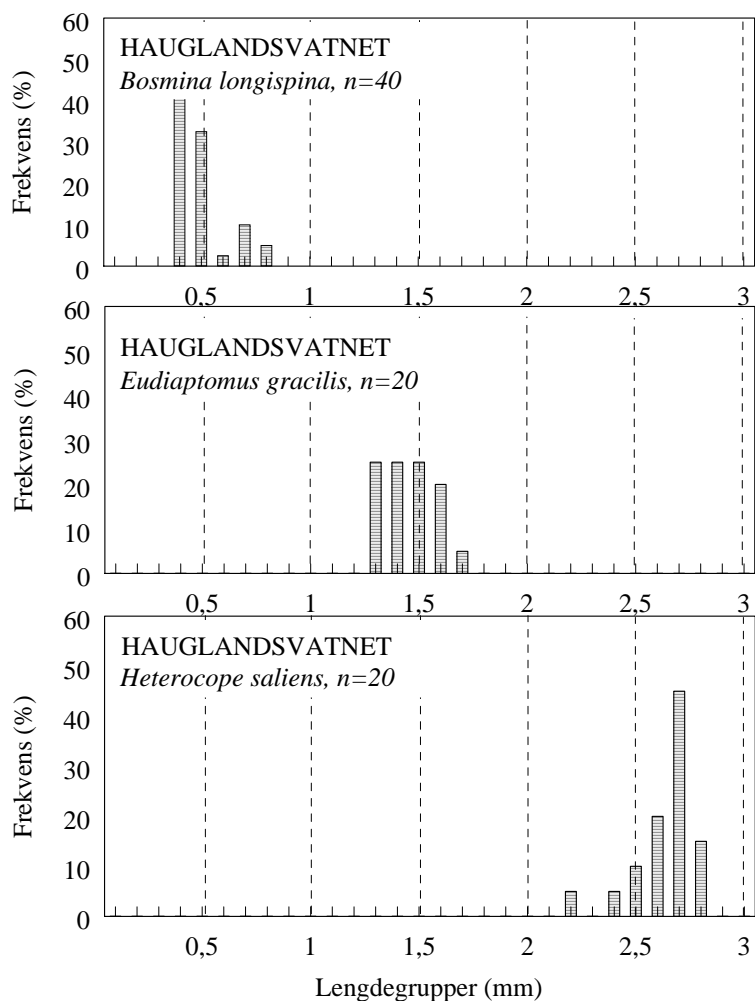 60
50
40
30
20
10
0
Frekvens (%)
HAUGLANDSVATNET
Bosmina longispina, n=40
0,5 1 1,5 2 2,5 3
60
50
40
30
20
10
0
Frekvens (%)
HAUGLANDSVATNET
Eudiaptomus gracilis, n=20
0,5 1 1,5 2 2,5 3
60
50
40
30
20
10
0
Frekvens (%)
HAUGLANDSVATNET
Heterocope saliens, n=20
0,5 1 1,5 2 2,5 3
Lengdegrupper (mm)